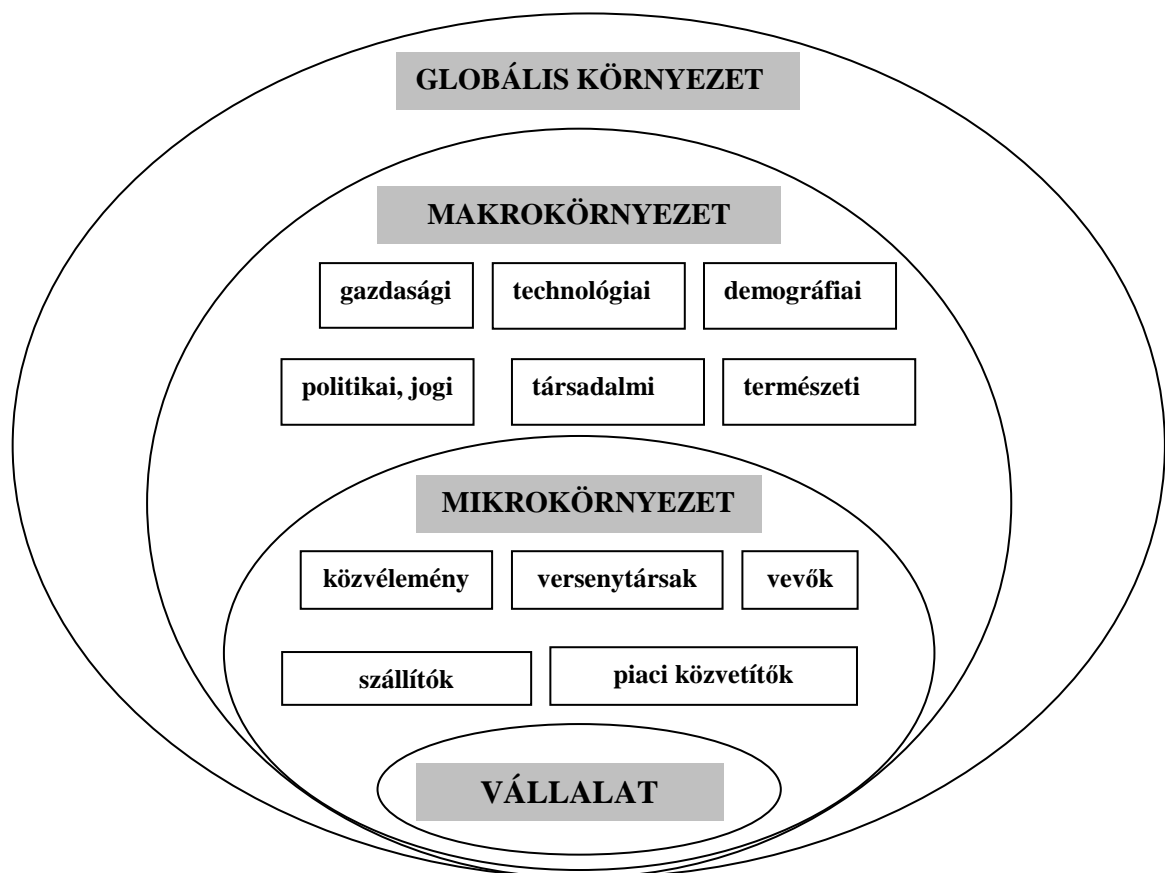 GLOBÁLIS KÖRNYEZET
MAKROKÖRNYEZET
gazdasági
technológiai
demográfiai
politikai, jogi
társadalmi
természeti
MIKROKÖRNYEZET
közvélemény
versenytársak
vevők
szállítók
piaci közvetítők
VÁLLALAT